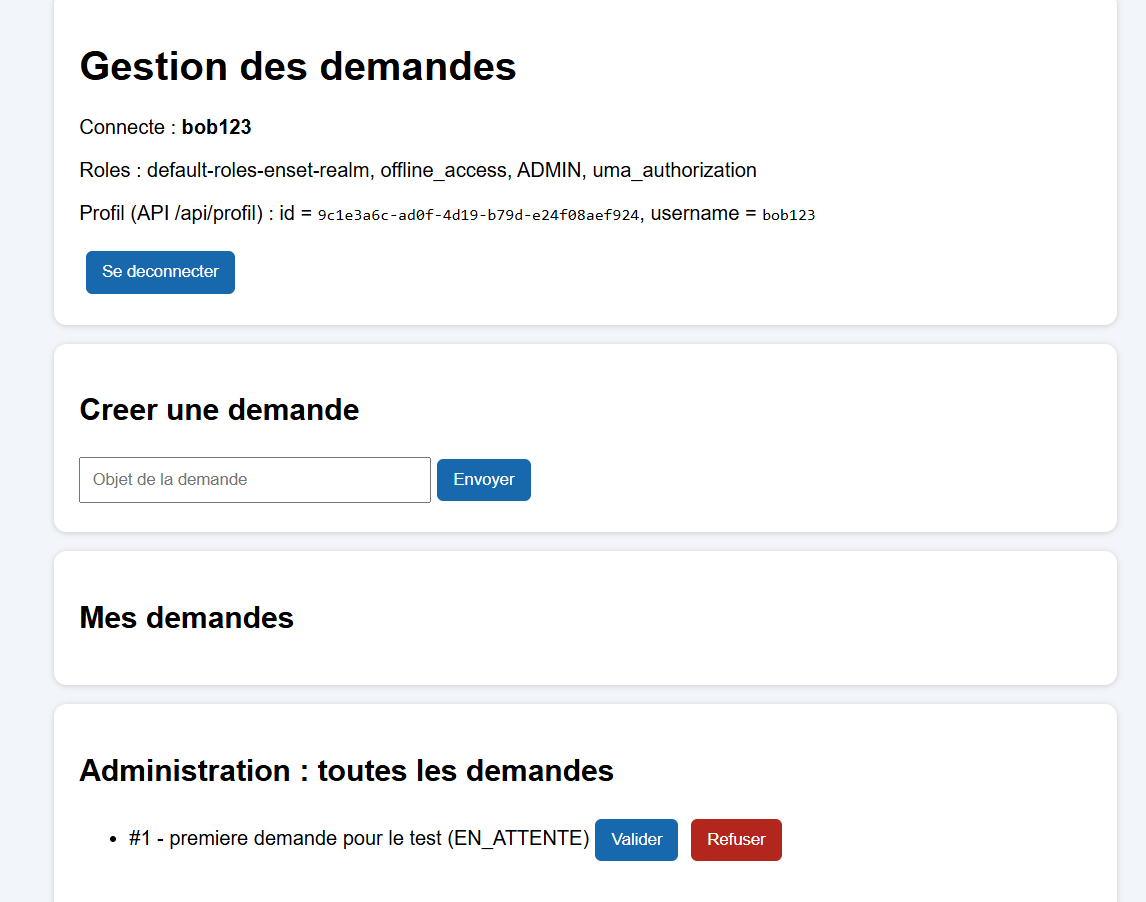 Gestion des demandes
Connecte : bob123
Roles : default-roles-enset-realm, offline_access, ADMIN, uma_authorization
Profil (API /api/profil) : id = 9c1e3a6c-ad0f-4d19-b79d-e24f08aef924, username = bob123
Se deconnecter
Creer une demande
Objet de la demande Envoyer
Mes demandes
Administration : toutes les demandes
• #1 - premiere demande pour le test (EN_ATTENTE) Valider Refuser